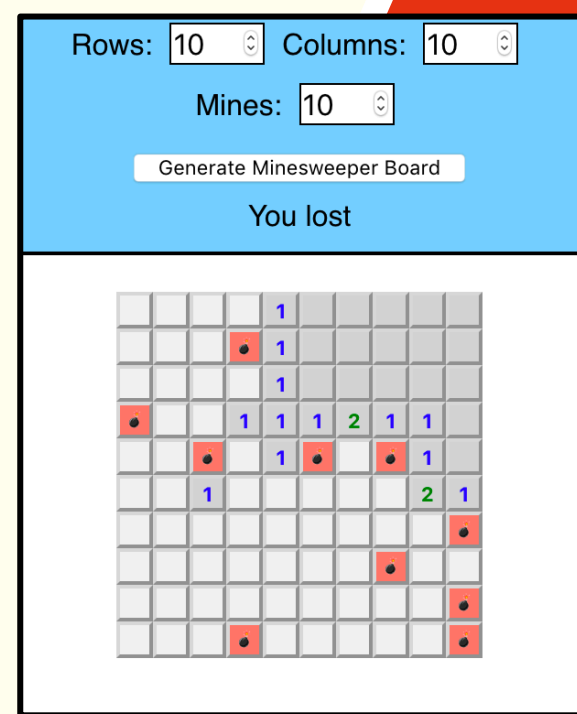 Rows: 10 Columns: 10
Mines: 10
Generate Minesweeper Board
You lost
1
1
1
1 1 1 2 1 1
1 1
1 2 1